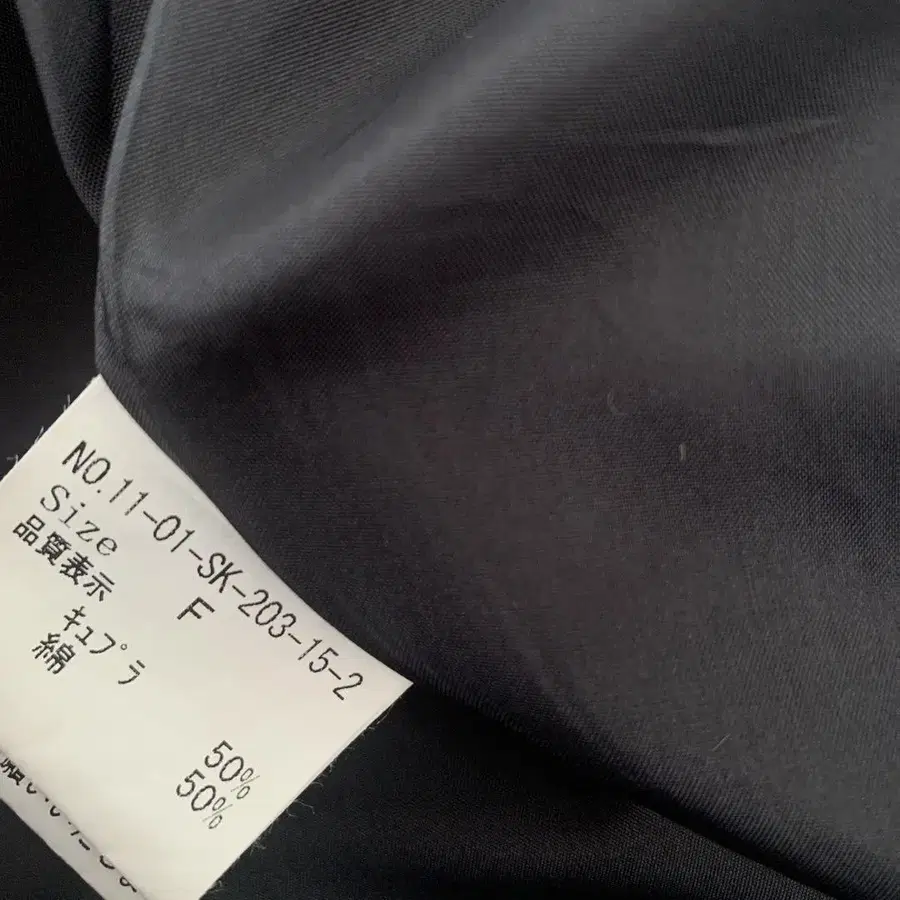 NO.11-01-SK-203-15-2
Size F
品質表示
ｷｭﾌﾟﾗ 50%
綿 50%